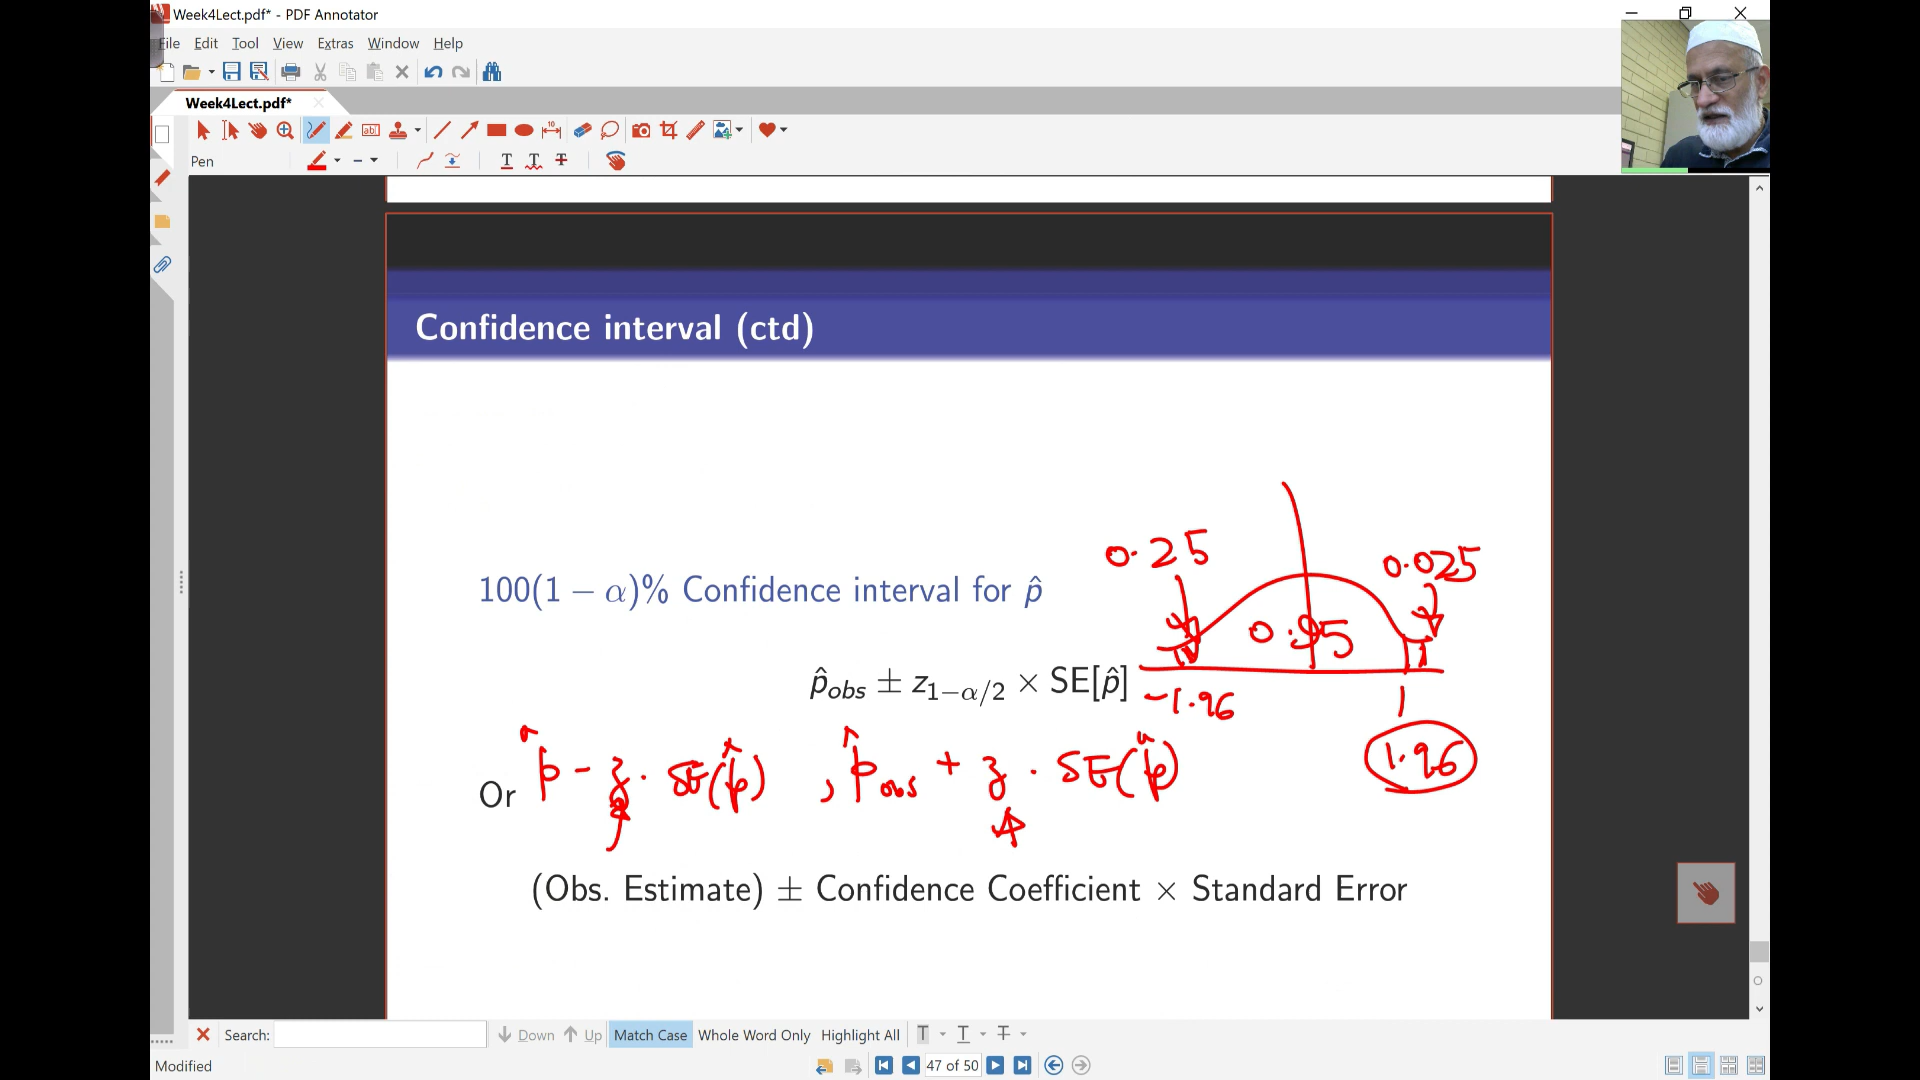 Week4Lect.pdf* - PDF Annotator
File Edit Tool View Extras Window Help
Week4Lect.pdf*
Pen
Confidence interval (ctd)
0.25
0.025
100(1 − α)% Confidence interval for p̂
0.95
p̂obs ± z1−α/2 × SE[p̂]
-1.96
1
1.96
Or p̂ - z · SE(p̂) , p̂obs + z · SE(p̂)
(Obs. Estimate) ± Confidence Coefficient × Standard Error
Search: Down Up Match Case Whole Word Only Highlight All
Modified 47 of 50